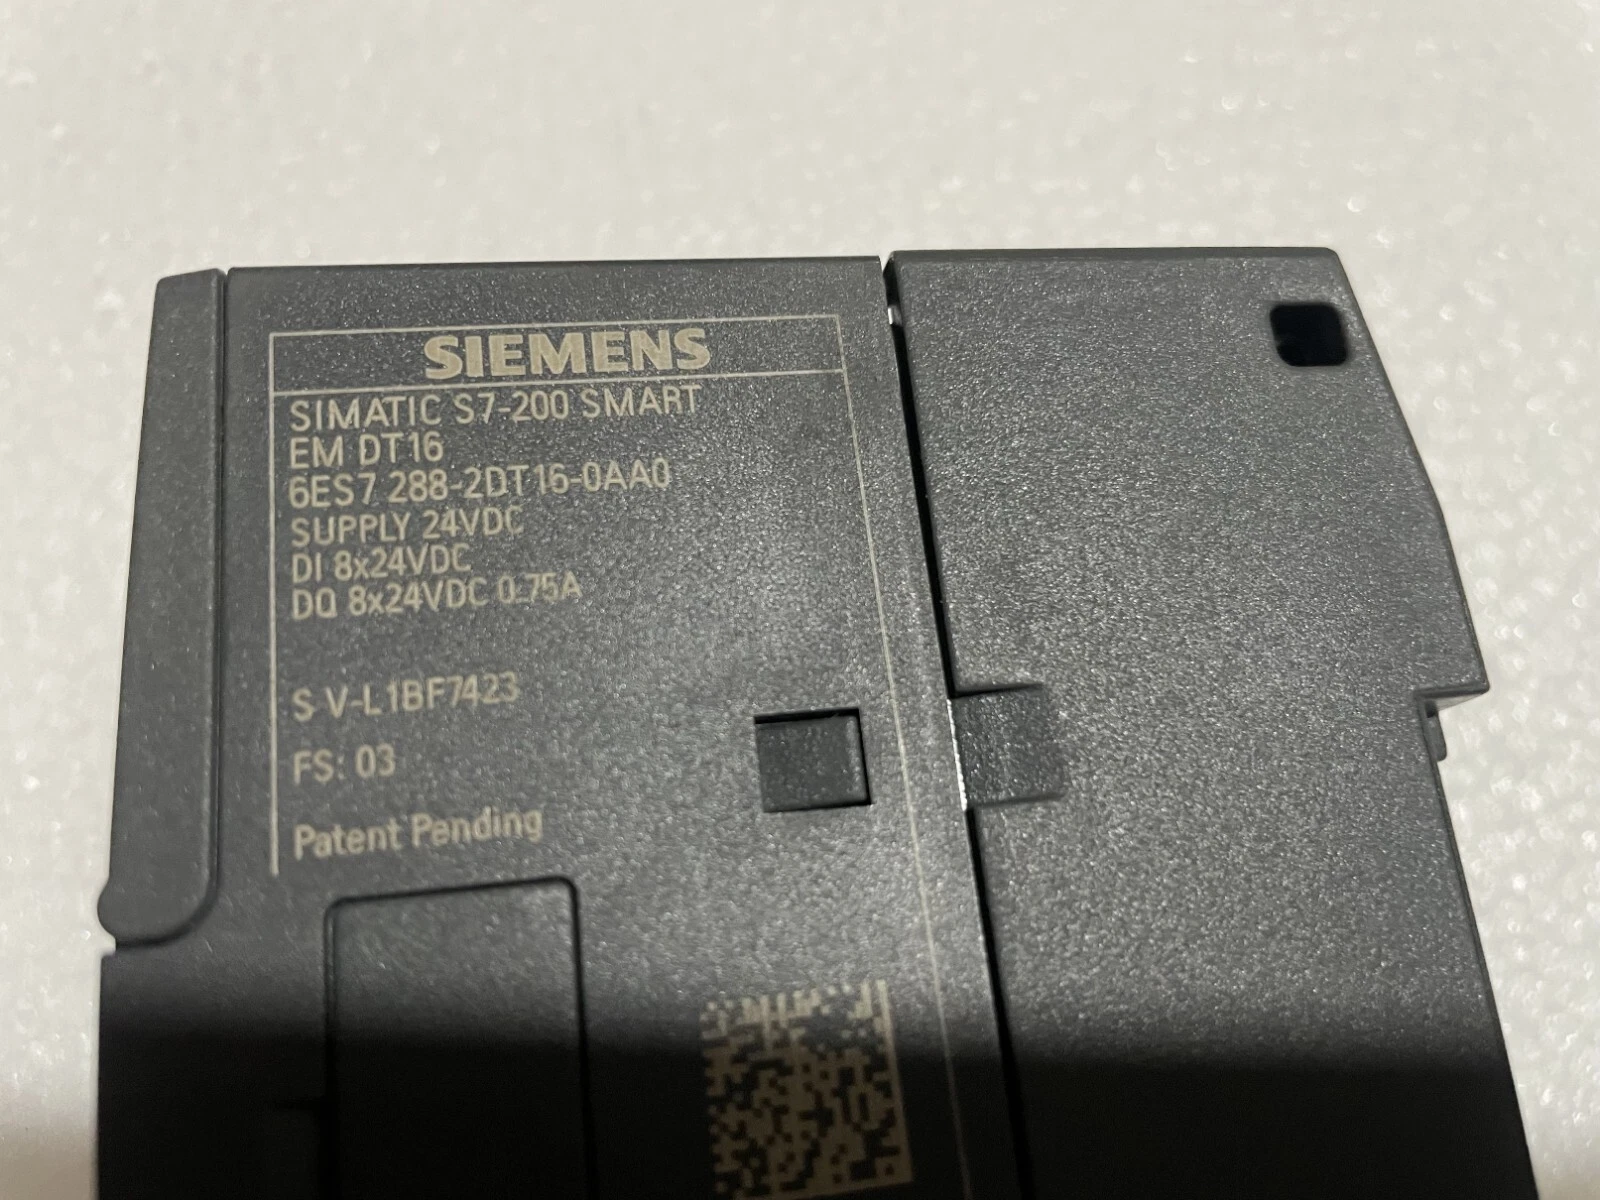 SIEMENS
SIMATIC S7-200 SMART
EM DT16
6ES7 288-2DT16-0AA0
SUPPLY 24VDC
DI 8x24VDC
DQ 8x24VDC 0.75A
S V-L1BF7423
FS: 03
Patent Pending